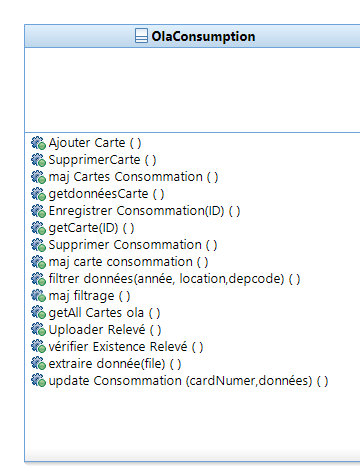 OlaConsumption
Ajouter Carte ( )
SupprimerCarte ( )
maj Cartes Consommation ( )
getdonnéesCarte ( )
Enregistrer Consommation(ID) ( )
getCarte(ID) ( )
Supprimer Consommation ( )
maj carte consommation ( )
filtrer données(année, location,depcode) ( )
maj filtrage ( )
getAll Cartes ola ( )
Uploader Relevé ( )
vérifier Existence Relevé ( )
extraire donnée(file) ( )
update Consommation (cardNumer,données) ( )